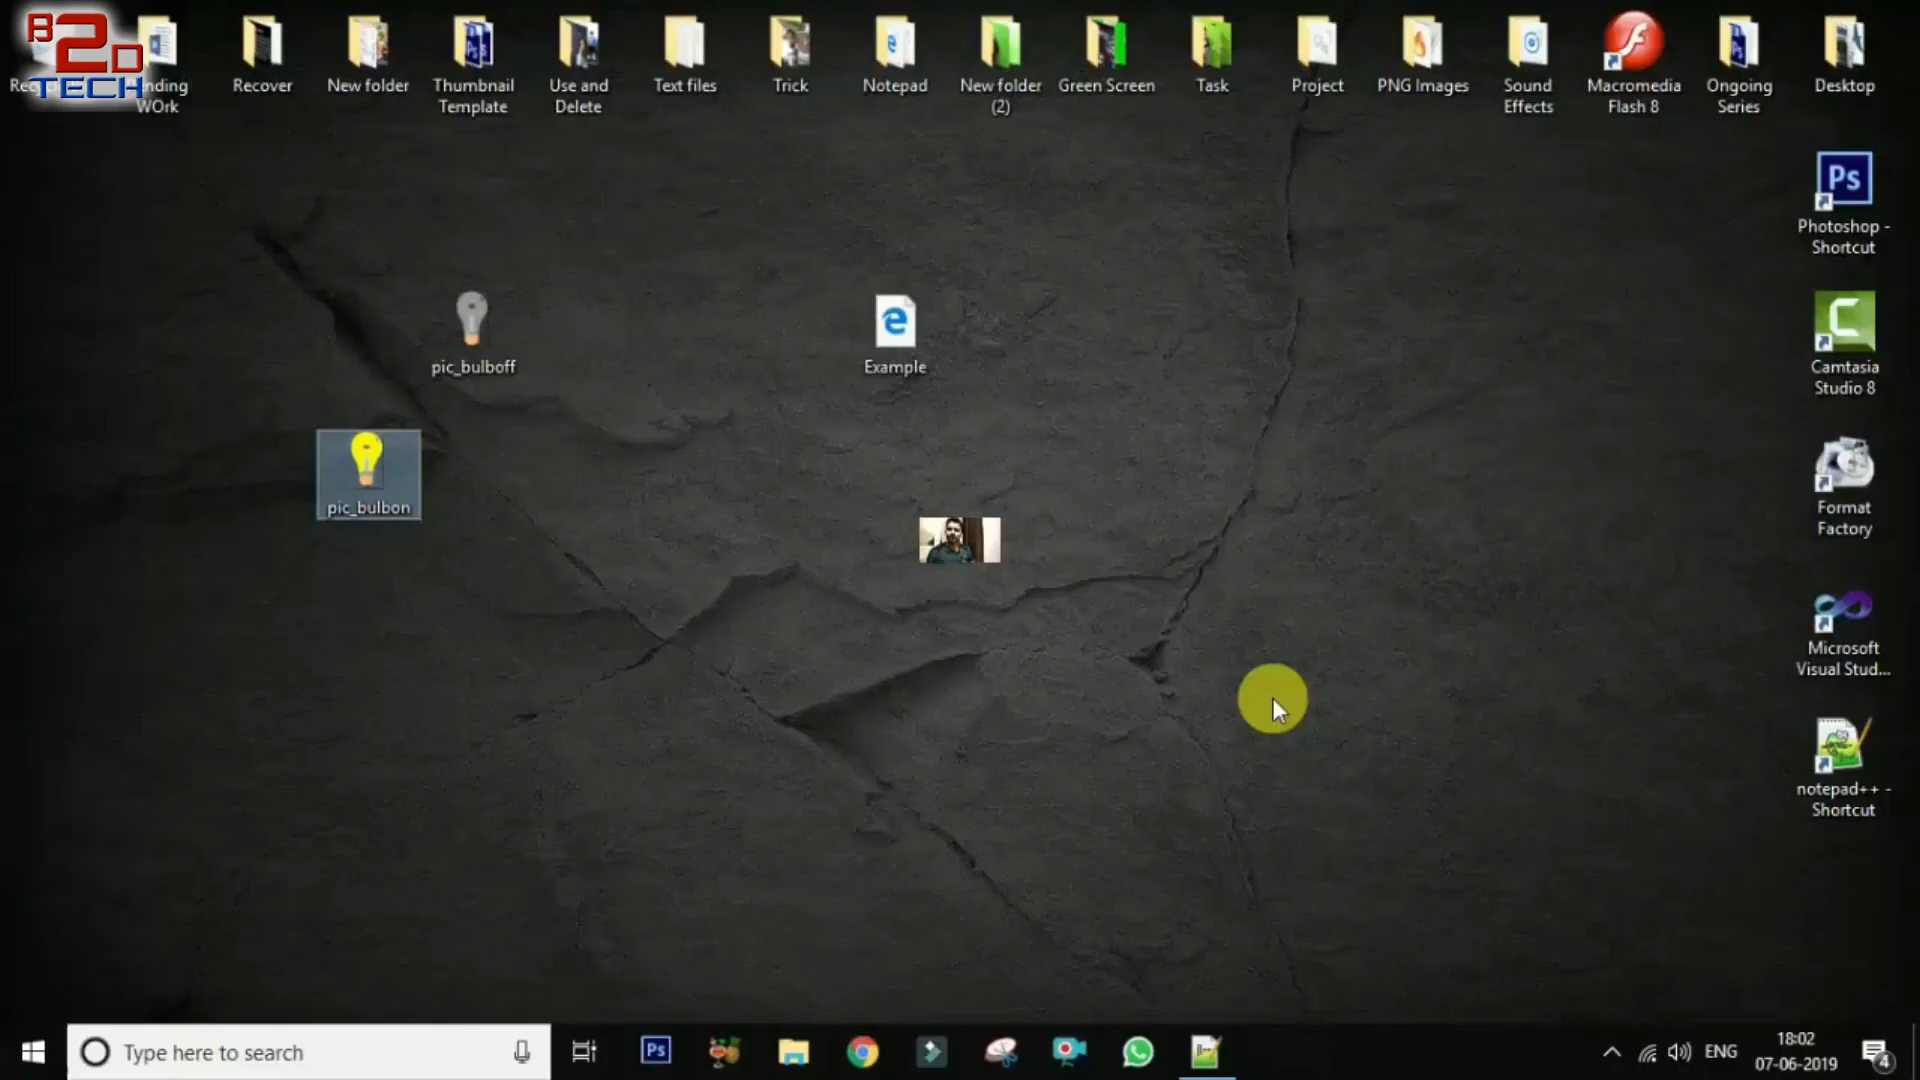 B2D
TECH
Recover
New folder
Thumbnail
Template
Use and
Delete
Text files
Trick
Notepad
New folder
(2)
Green Screen
Task
Project
PNG Images
Sound
Effects
Macromedia
Flash 8
Ongoing
Series
Desktop
WOrk
Ps
Photoshop -
Shortcut
pic_bulboff
Example
Camtasia
Studio 8
pic_bulbon
Format
Factory
Microsoft
Visual Stud...
notepad++ -
Shortcut
Type here to search
Ps
ENG
18:02
07-06-2019
4